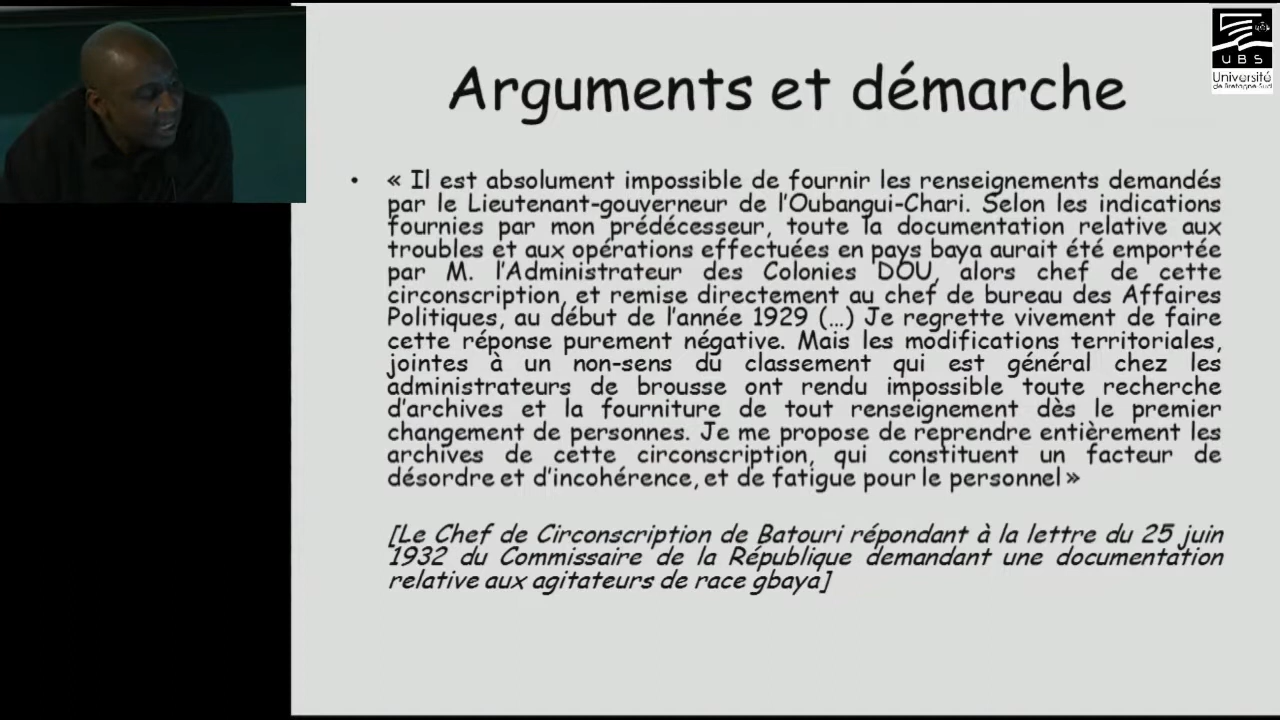 UBS
Université
de Bretagne-Sud
Arguments et démarche
• « Il est absolument impossible de fournir les renseignements demandés
par le Lieutenant-gouverneur de l'Oubangui-Chari. Selon les indications
fournies par mon prédécesseur, toute la documentation relative aux
troubles et aux opérations effectuées en pays baya aurait été emportée
par M. l'Administrateur des Colonies DOU, alors chef de cette
circonscription, et remise directement au chef de bureau des Affaires
Politiques, au début de l'année 1929 (…) Je regrette vivement de faire
cette réponse purement négative. Mais les modifications territoriales,
jointes à un non-sens du classement qui est général chez les
administrateurs de brousse ont rendu impossible toute recherche
d'archives et la fourniture de tout renseignement dès le premier
changement de personnes. Je me propose de reprendre entièrement les
archives de cette circonscription, qui constituent un facteur de
désordre et d'incohérence, et de fatigue pour le personnel »
[Le Chef de Circonscription de Batouri répondant à la lettre du 25 juin
1932 du Commissaire de la République demandant une documentation
relative aux agitateurs de race gbaya]